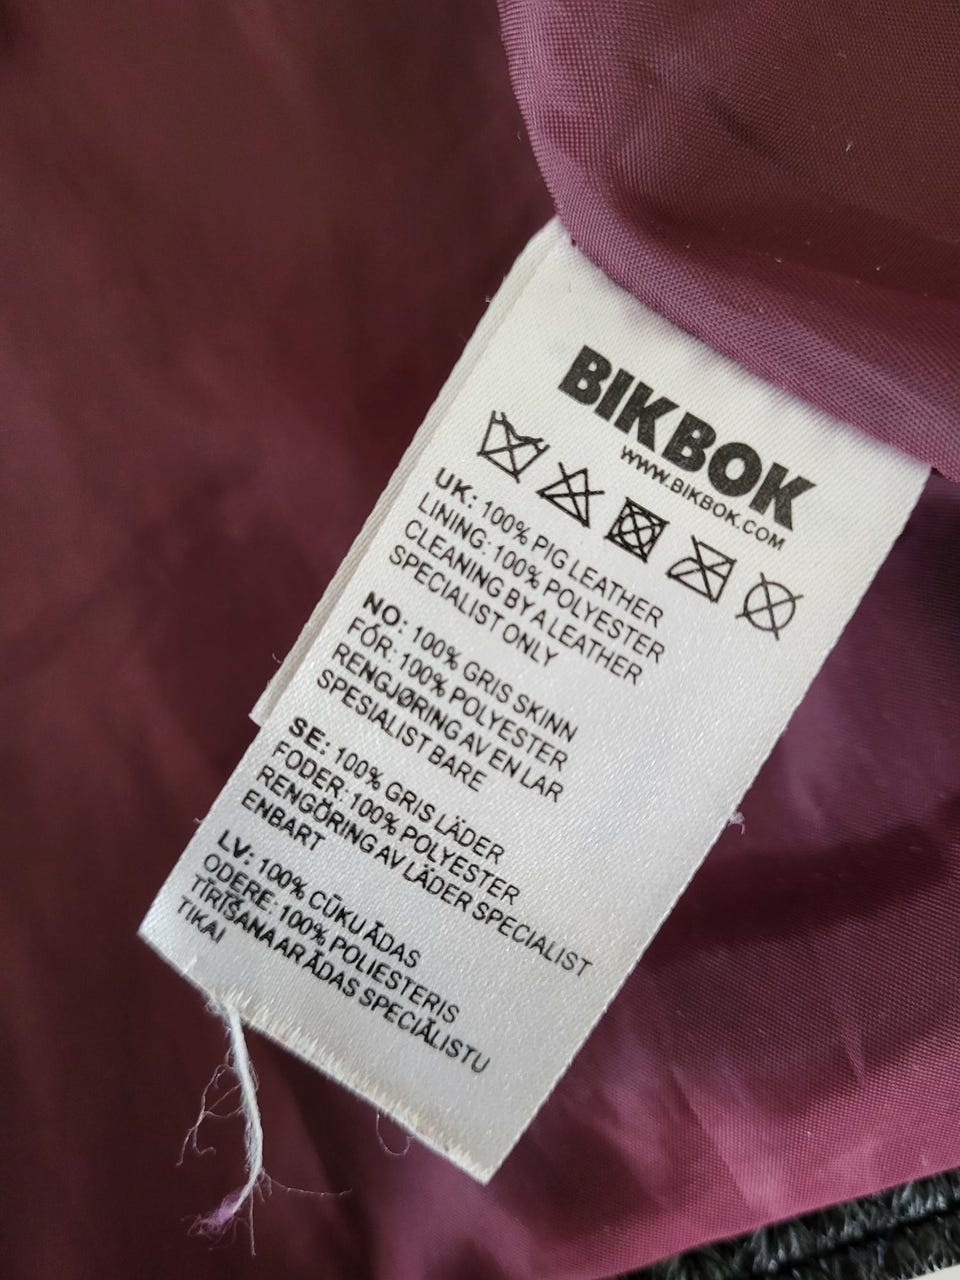 BIKBOK
WWW.BIKBOK.COM
UK: 100% PIG LEATHER
LINING: 100% POLYESTER
CLEANING BY A LEATHER
SPECIALIST ONLY
NO: 100% GRIS SKINN
FÓR: 100% POLYESTER
RENGJØRING AV EN LAR
SPESIALIST BARE
SE: 100% GRIS LÄDER
FODER: 100% POLYESTER
RENGÖRING AV LÄDER SPECIALIST
ENBART
LV: 100% CŪKU ĀDAS
ODERE: 100% POLIESTERIS
TĪRĪŠANA AR ĀDAS SPECIĀLISTU
TIKAI